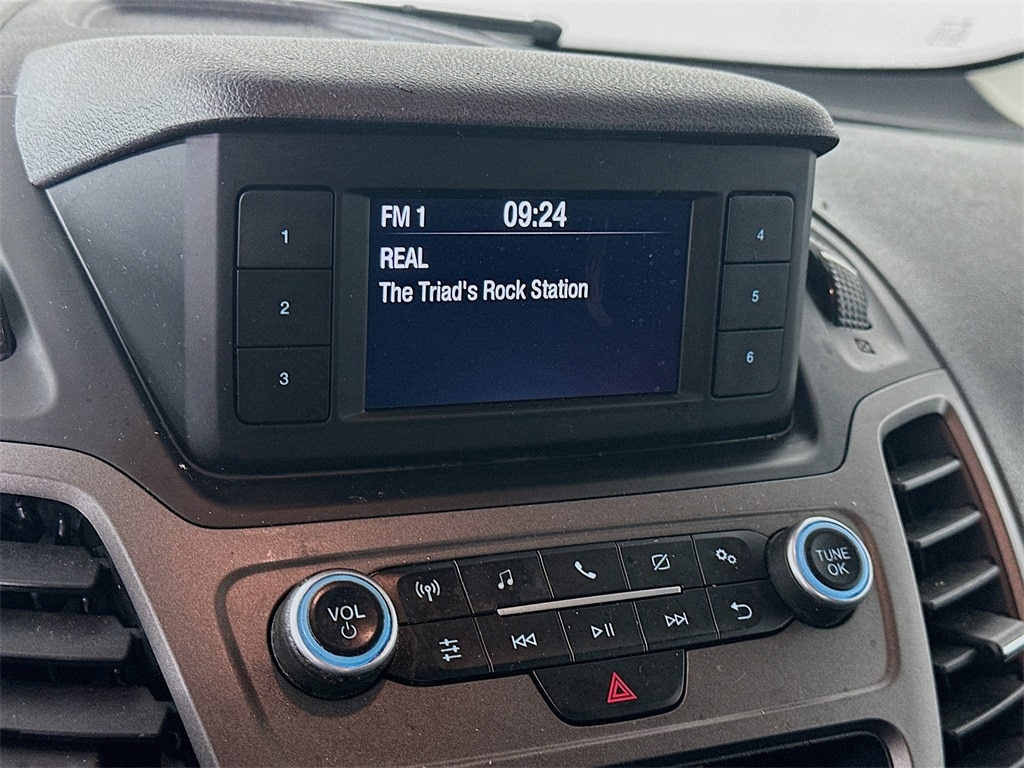 FM 1 09:24
REAL
The Triad's Rock Station
1
2
3
4
5
6
VOL
TUNE
OK